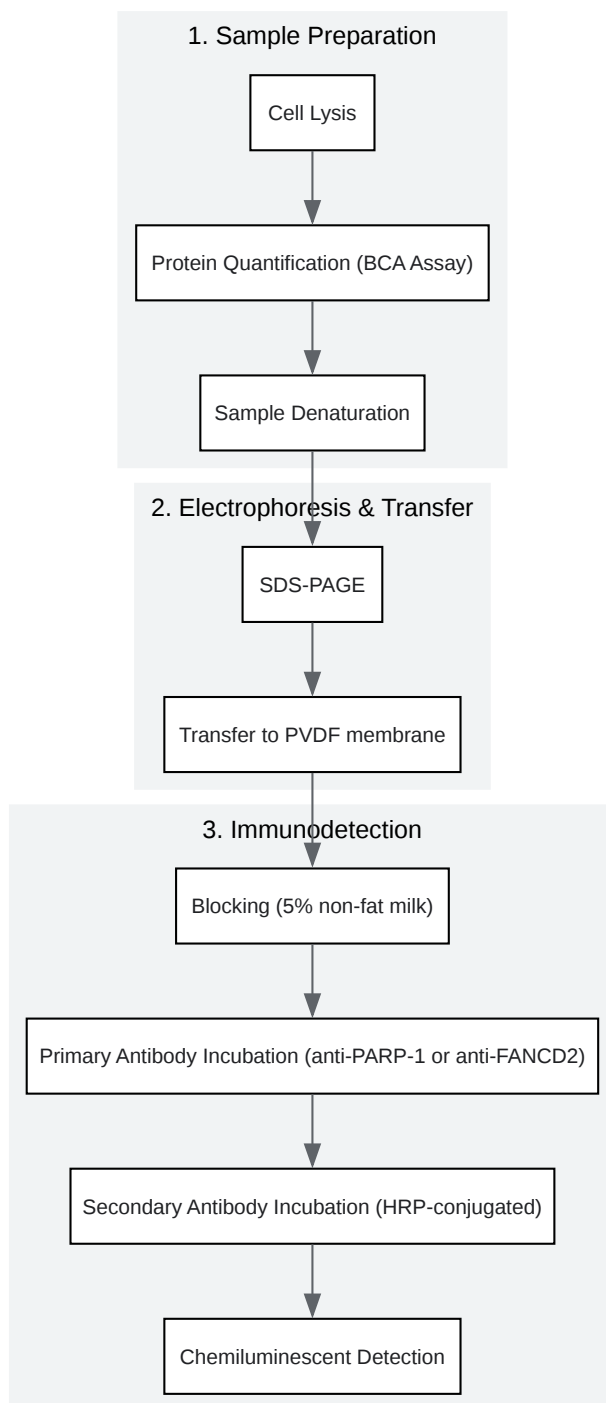 1. Sample Preparation
Cell Lysis
Protein Quantification (BCA Assay)
Sample Denaturation
2. Electrophoresis & Transfer
SDS-PAGE
Transfer to PVDF membrane
3. Immunodetection
Blocking (5% non-fat milk)
Primary Antibody Incubation (anti-PARP-1 or anti-FANCD2)
Secondary Antibody Incubation (HRP-conjugated)
Chemiluminescent Detection